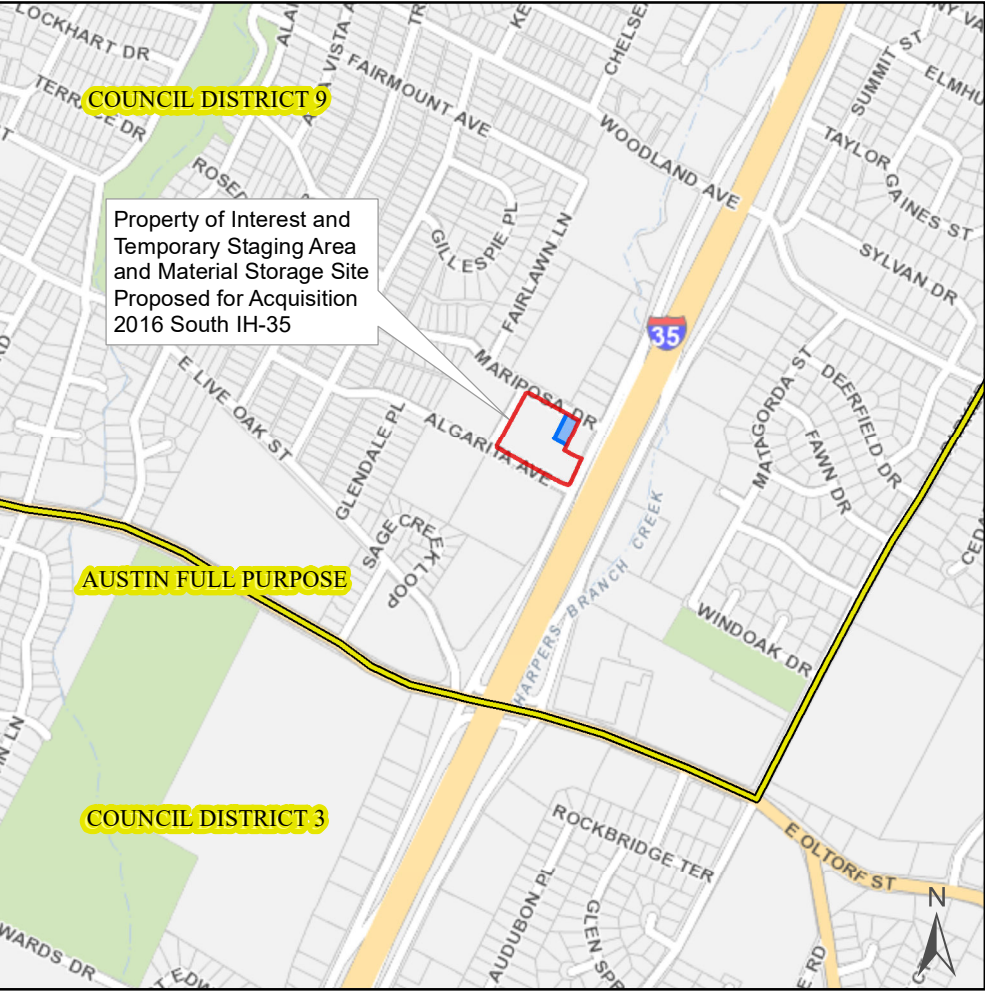 LOCKHART DR
TERRACE DR
COUNCIL DISTRICT 9
FAIRMOUNT AVE
WOODLAND AVE
SUMMIT ST
TAYLOR
GAINES ST
SYLVAN DR
Property of Interest and
Temporary Staging Area
and Material Storage Site
Proposed for Acquisition
2016 South IH-35
GILLESPIE PL
FAIRLAWN LN
35
MARIPOSA DR
E LIVE OAK ST
GLENDALE PL
ALGARITA AVE
MATAGORDA ST
DEERFIELD DR
FAWN DR
SAGE CREEK LOOP
HARPERS BRANCH CREEK
AUSTIN FULL PURPOSE
WINDOAK DR
COUNCIL DISTRICT 3
ROCKBRIDGE TER
E OLTORF ST
AUDUBON PL
GLEN
N